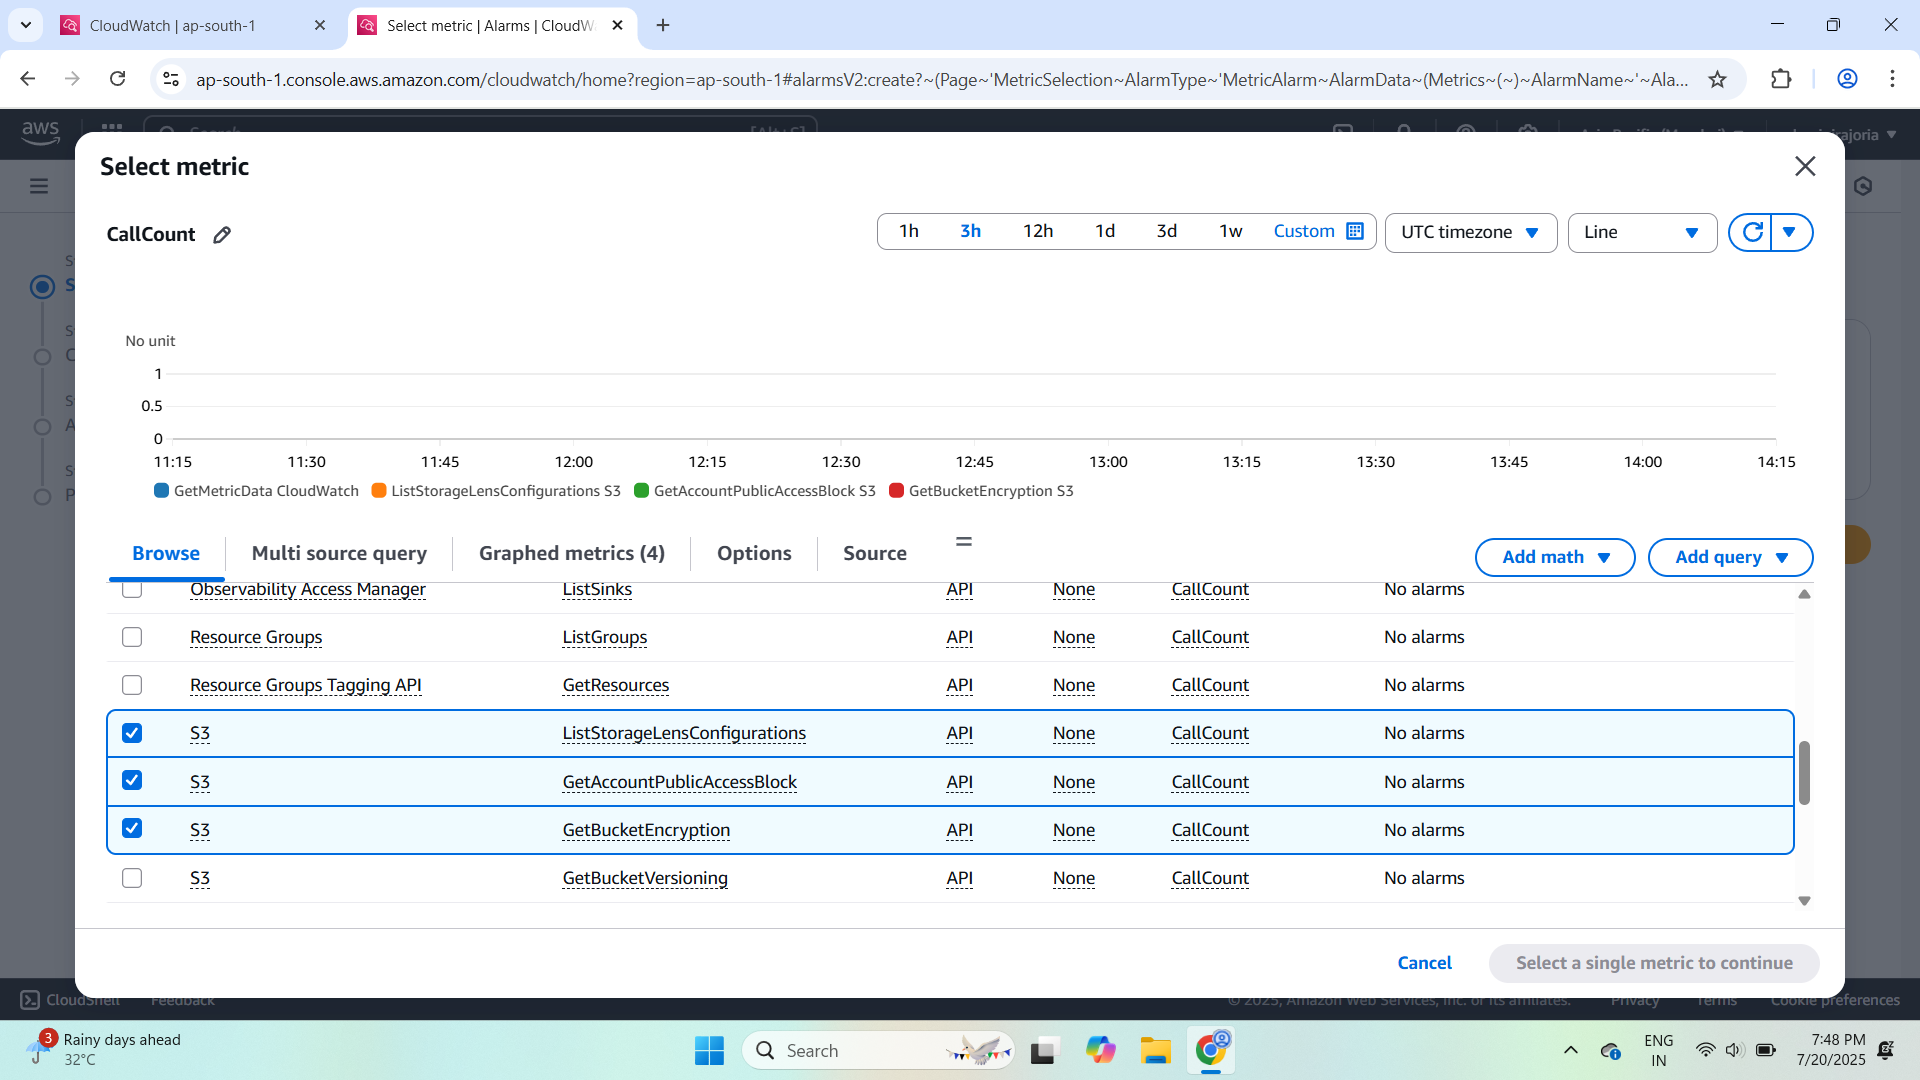 CloudWatch | ap-south-1
Select metric | Alarms | CloudW
ap-south-1.console.aws.amazon.com/cloudwatch/home?region=ap-south-1#alarmsV2:create?~(Page~'MetricSelection~AlarmType~'MetricAlarm~AlarmData~(Metrics~(~)~AlarmName~'~Ala...
aws
Select metric
CallCount
1h 3h 12h 1d 3d 1w Custom
UTC timezone
Line
No unit
1
0.5
0
11:15 11:30 11:45 12:00 12:15 12:30 12:45 13:00 13:15 13:30 13:45 14:00 14:15
GetMetricData CloudWatch ListStorageLensConfigurations S3 GetAccountPublicAccessBlock S3 GetBucketEncryption S3
Browse Multi source query Graphed metrics (4) Options Source
Add math Add query
Observability Access Manager ListSinks API None CallCount No alarms
Resource Groups ListGroups API None CallCount No alarms
Resource Groups Tagging API GetResources API None CallCount No alarms
S3 ListStorageLensConfigurations API None CallCount No alarms
S3 GetAccountPublicAccessBlock API None CallCount No alarms
S3 GetBucketEncryption API None CallCount No alarms
S3 GetBucketVersioning API None CallCount No alarms
Cancel Select a single metric to continue
CloudShell Feedback © 2025, Amazon Web Services, Inc. or its affiliates. Privacy Terms Cookie preferences
3
Rainy days ahead
32°C
Search
ENG
IN
7:48 PM
7/20/2025